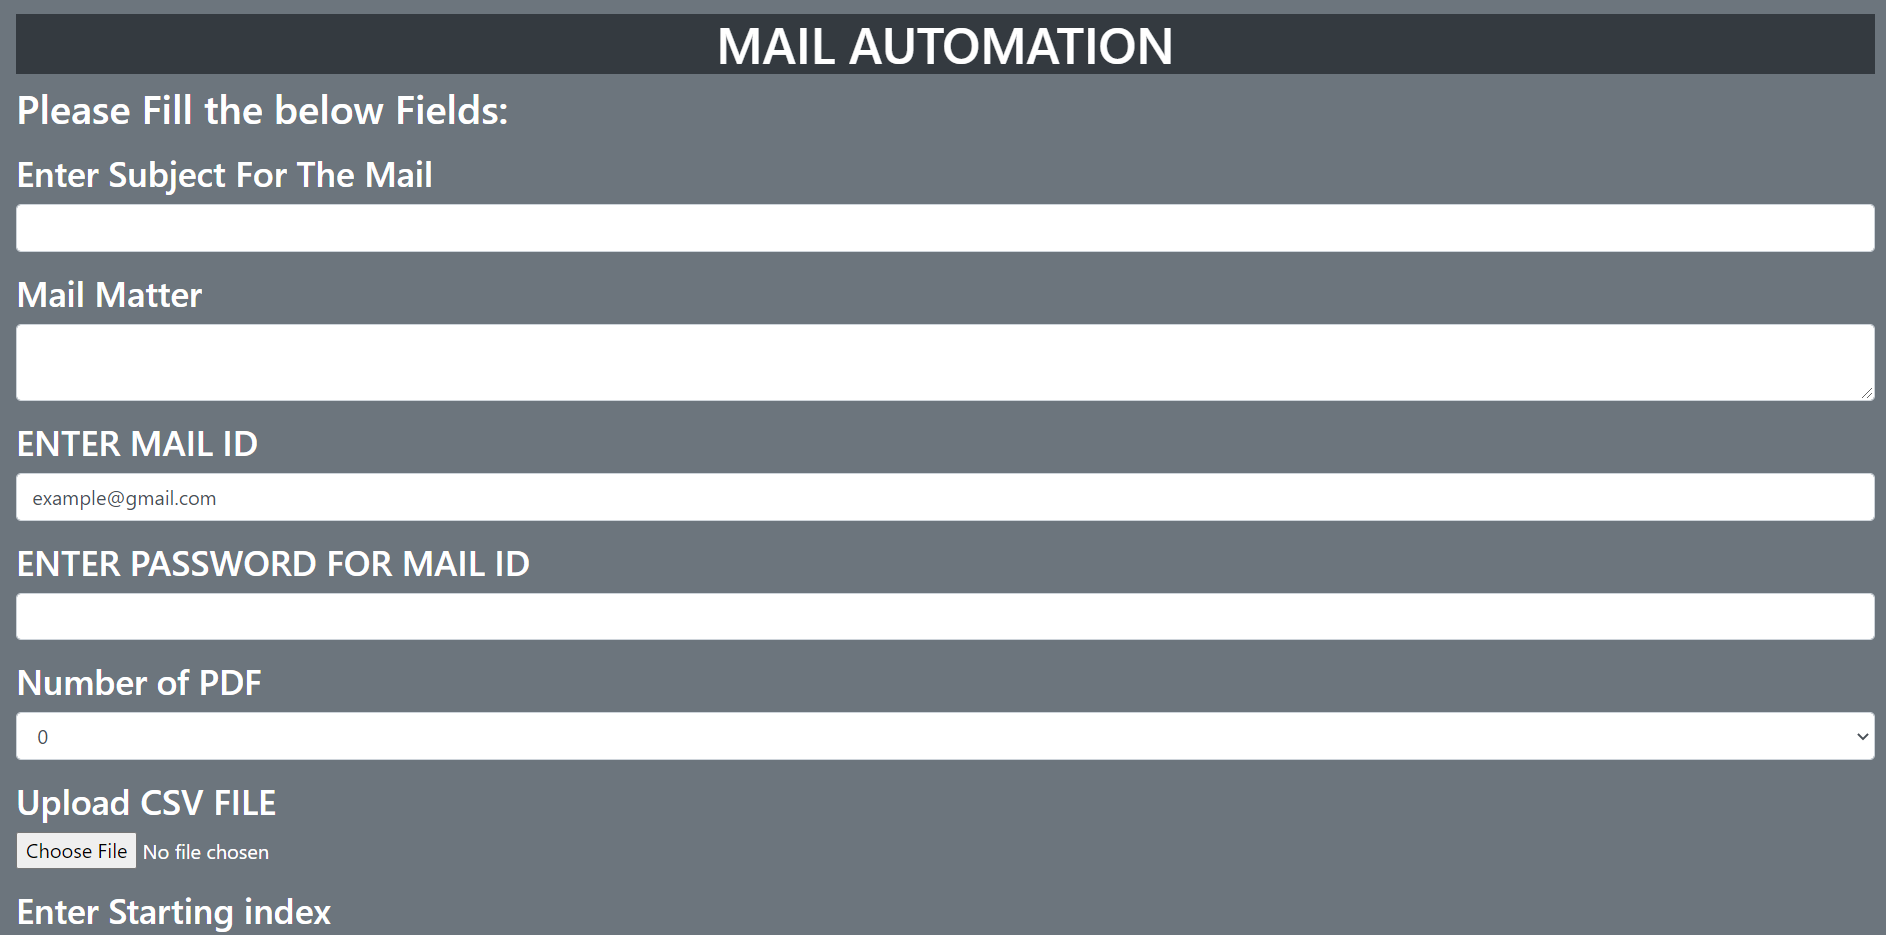 MAIL AUTOMATION
Please Fill the below Fields:
Enter Subject For The Mail
Mail Matter
ENTER MAIL ID
example@gmail.com
ENTER PASSWORD FOR MAIL ID
Number of PDF
0
Upload CSV FILE
Choose File No file chosen
Enter Starting index